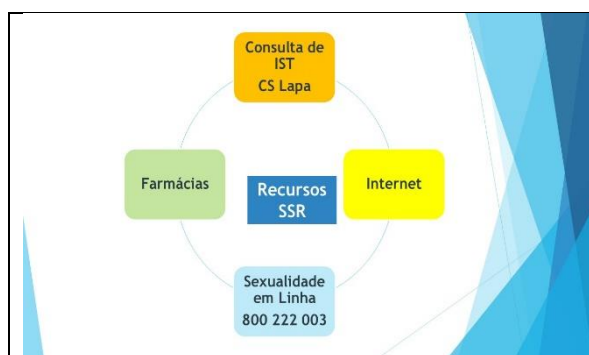 Consulta de
IST
CS Lapa
Farmácias
Recursos
SSR
Internet
Sexualidade
em Linha
800 222 003